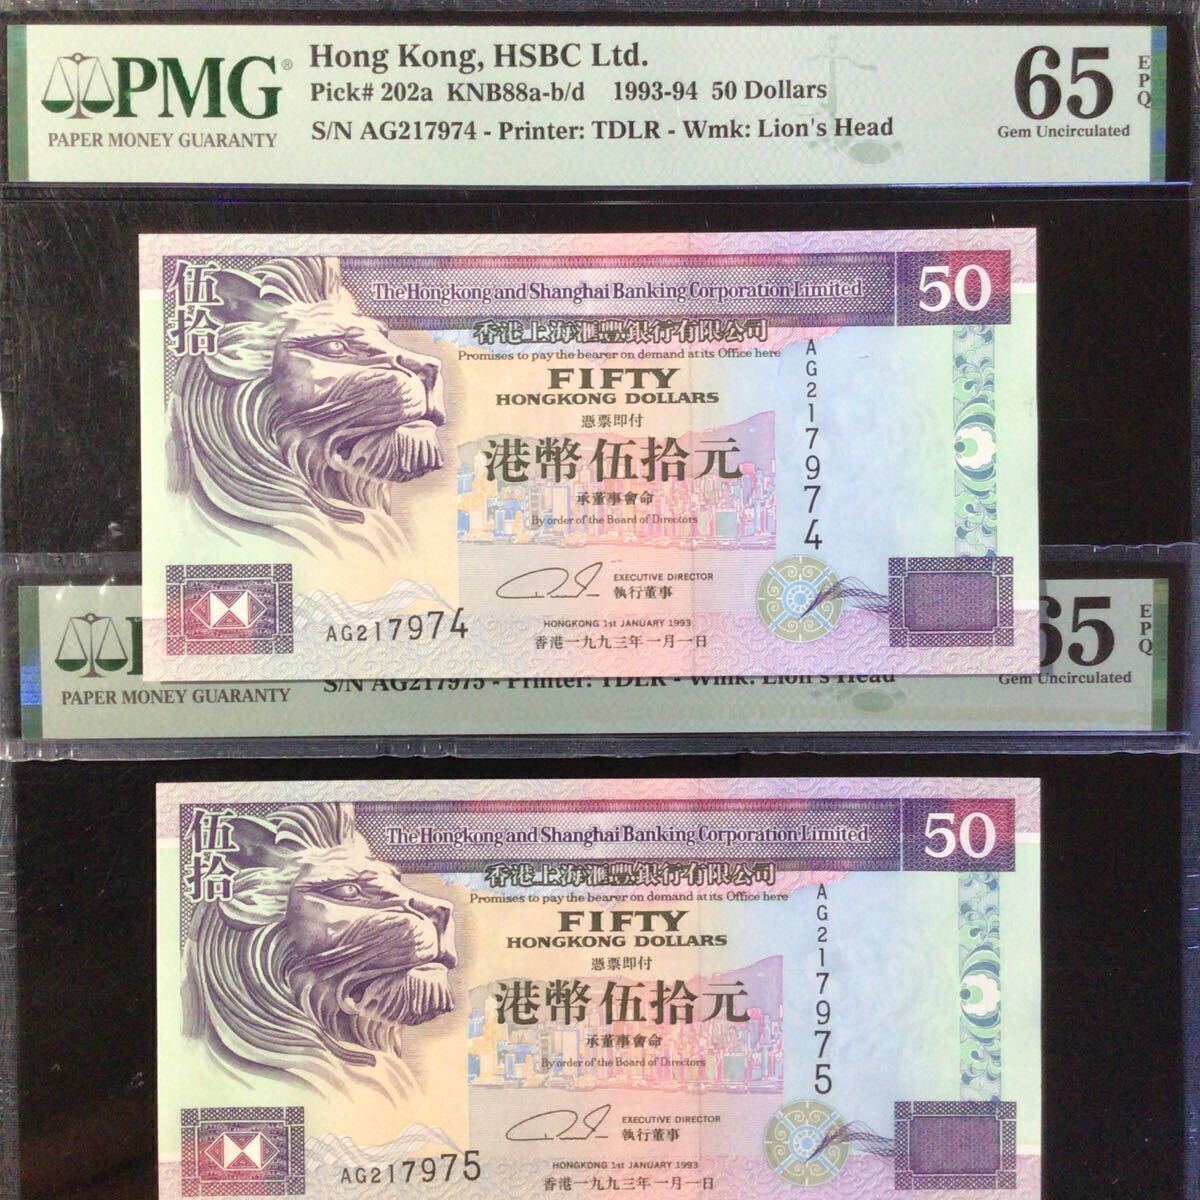 PMG®
PAPER MONEY GUARANTY
Hong Kong, HSBC Ltd.
Pick# 202a KNB88a-b/d 1993-94 50 Dollars
S/N AG217974 - Printer: TDLR - Wmk: Lion's Head
65
EPQ
Gem Uncirculated
伍拾
The Hongkong and Shanghai Banking Corporation Limited
50
香港上海滙豐銀行有限公司
Promises to pay the bearer on demand at its Office here
FIFTY
HONGKONG DOLLARS
憑票即付
港幣伍拾元
承董事會命
By order of the Board of Directors
AG217974
EXECUTIVE DIRECTOR
執行董事
AG217974
HONGKONG 1st JANUARY 1993
香港一九九三年一月一日
PAPER MONEY GUARANTY
S/N AG217975 - Printer: TDLR - Wmk: Lion's Head
65
EPQ
Gem Uncirculated
伍拾
The Hongkong and Shanghai Banking Corporation Limited
50
香港上海滙豐銀行有限公司
Promises to pay the bearer on demand at its Office here
FIFTY
HONGKONG DOLLARS
憑票即付
港幣伍拾元
承董事會命
By order of the Board of Directors
AG217975
EXECUTIVE DIRECTOR
執行董事
AG217975
HONGKONG 1st JANUARY 1993
香港一九九三年一月一日